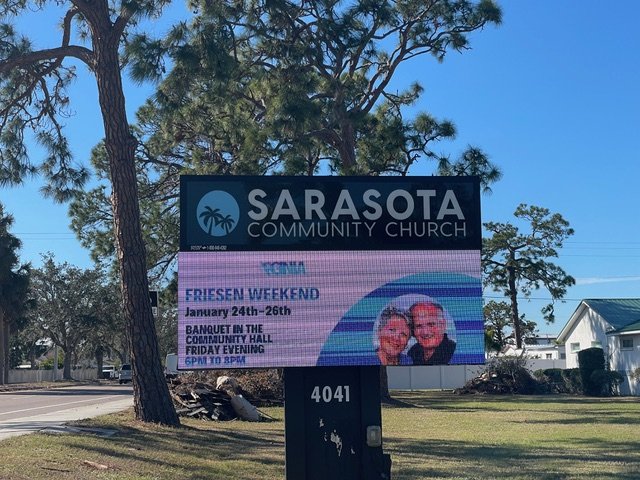 SARASOTA
COMMUNITY CHURCH
FRIESEN WEEKEND
January 24th-26th
BANQUET IN THE
COMMUNITY HALL
FRIDAY EVENING
6PM TO 8PM
4041